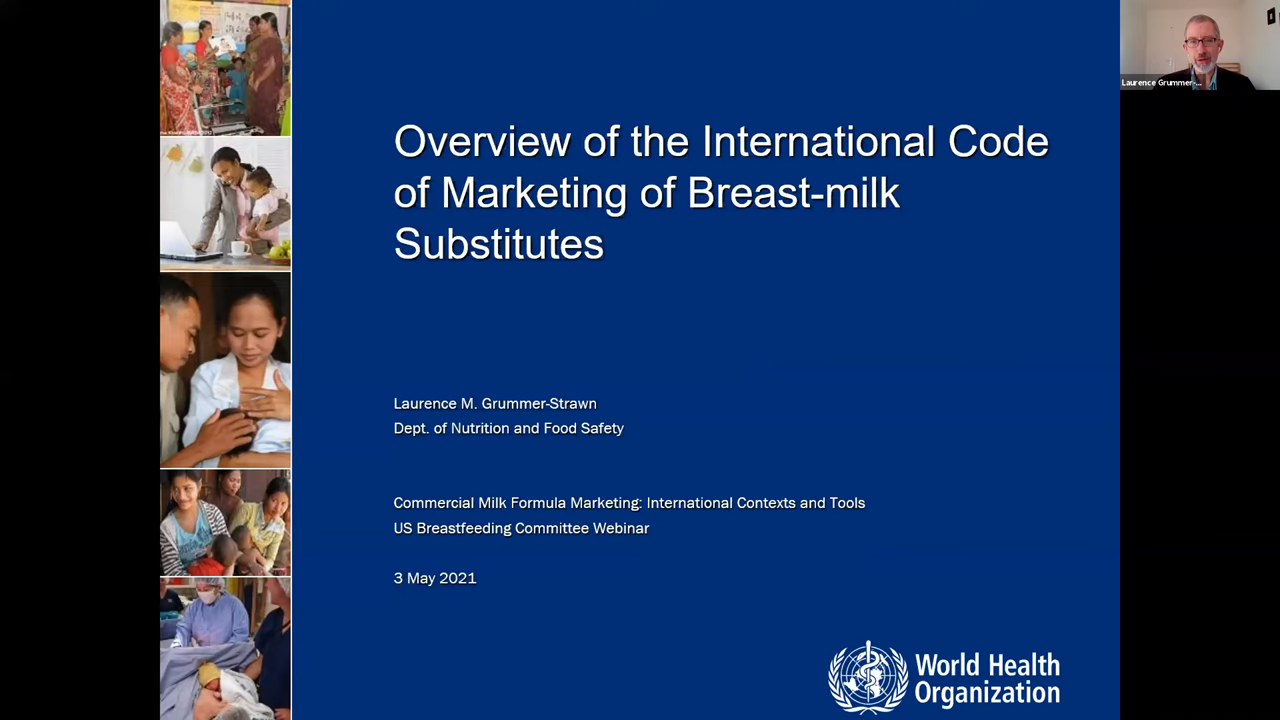 Overview of the International Code
of Marketing of Breast-milk
Substitutes
Laurence M. Grummer-Strawn
Dept. of Nutrition and Food Safety
Commercial Milk Formula Marketing: International Contexts and Tools
US Breastfeeding Committee Webinar
3 May 2021
World Health
Organization
Laurence Grummer-...